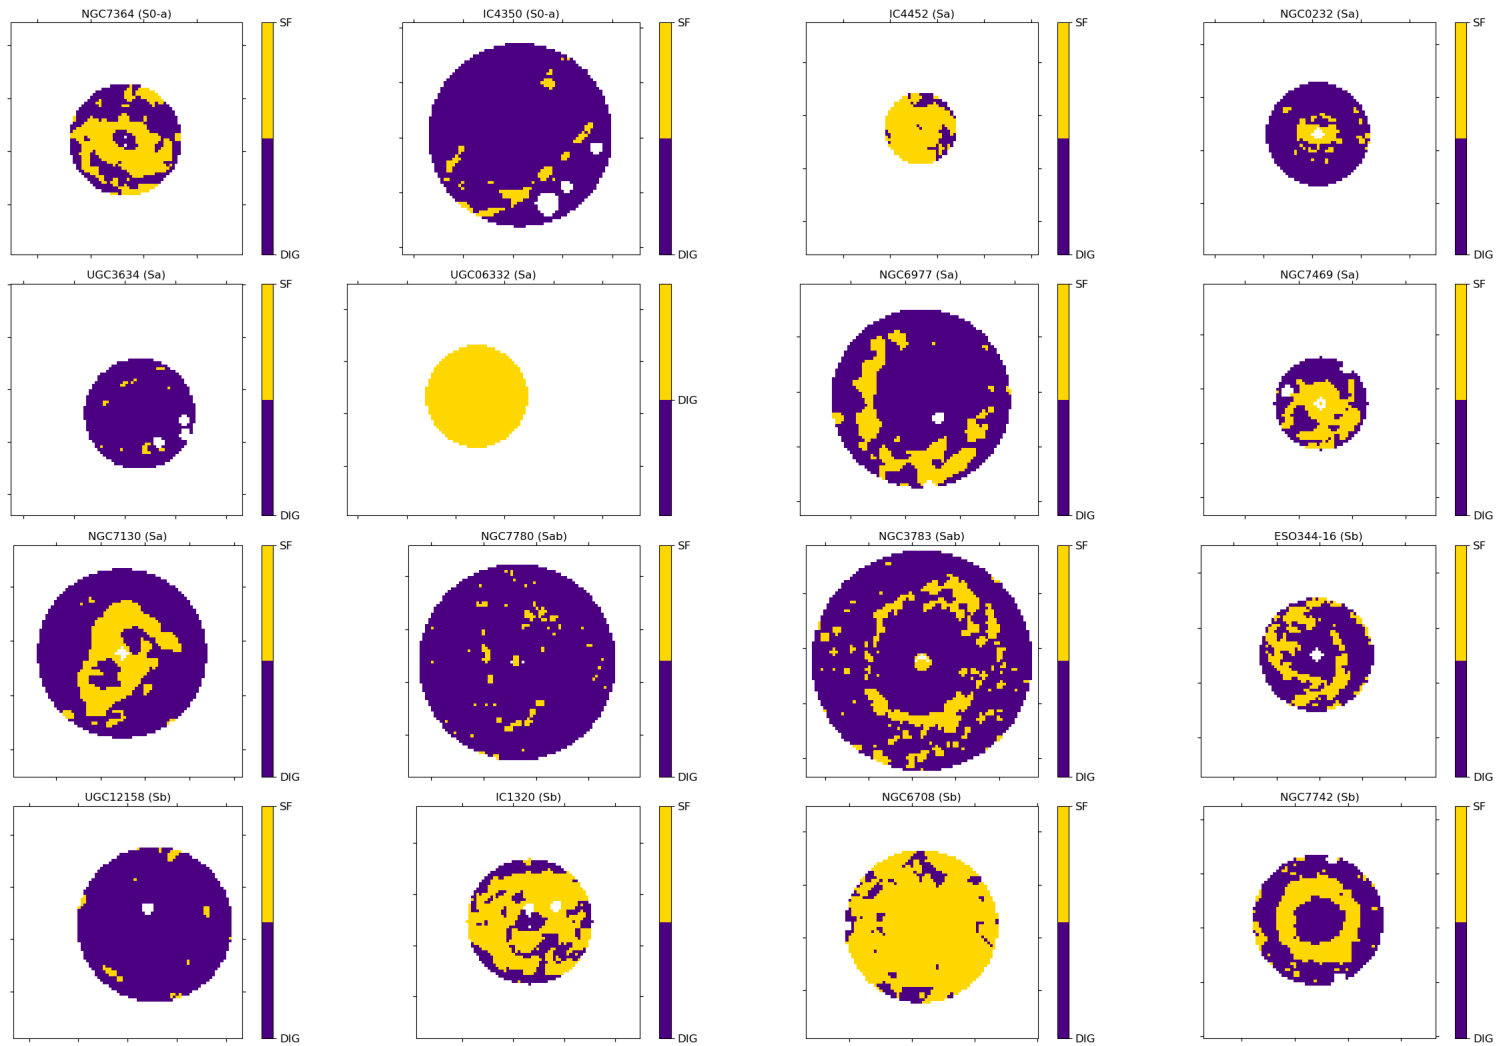 NGC7364 (S0-a)
SF
DIG
IC4350 (S0-a)
SF
DIG
IC4452 (Sa)
SF
DIG
NGC0232 (Sa)
SF
DIG
UGC3634 (Sa)
SF
DIG
UGC06332 (Sa)
DIG
NGC6977 (Sa)
SF
DIG
NGC7469 (Sa)
SF
DIG
NGC7130 (Sa)
SF
DIG
NGC7780 (Sab)
SF
DIG
NGC3783 (Sab)
SF
DIG
ESO344-16 (Sb)
SF
DIG
UGC12158 (Sb)
SF
DIG
IC1320 (Sb)
SF
DIG
NGC6708 (Sb)
SF
DIG
NGC7742 (Sb)
SF
DIG